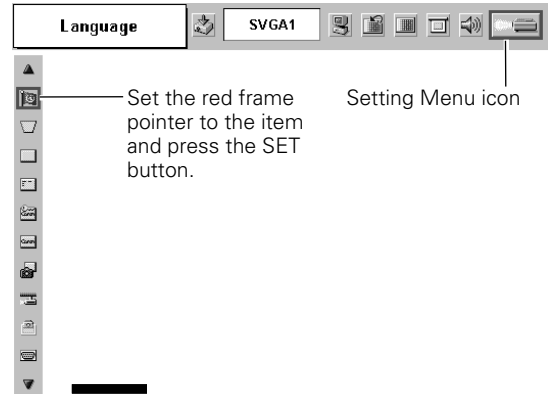 Language
SVGA1
Set the red frame
pointer to the item
and press the SET
button.
Setting Menu icon